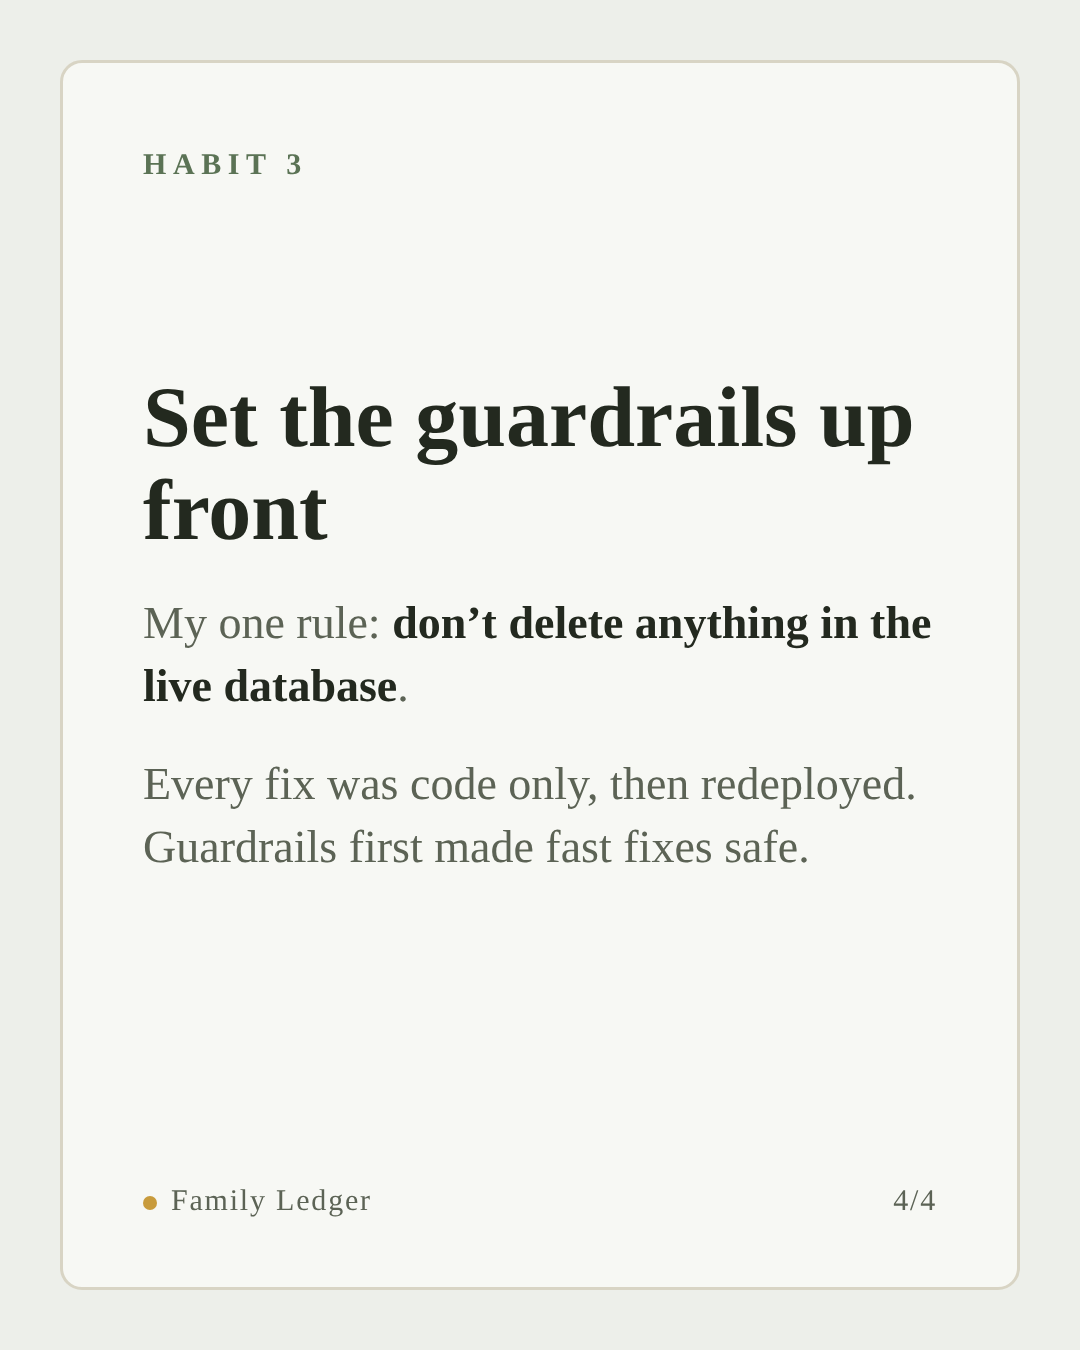 HABIT 3
Set the guardrails up
front
My one rule: don’t delete anything in the
live database.
Every fix was code only, then redeployed.
Guardrails first made fast fixes safe.
Family Ledger
4/4